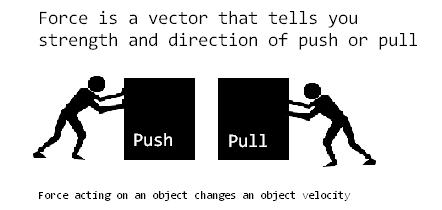 Force is a vector that tells you
strength and direction of push or pull
Push
Pull
Force acting on an object changes an object velocity